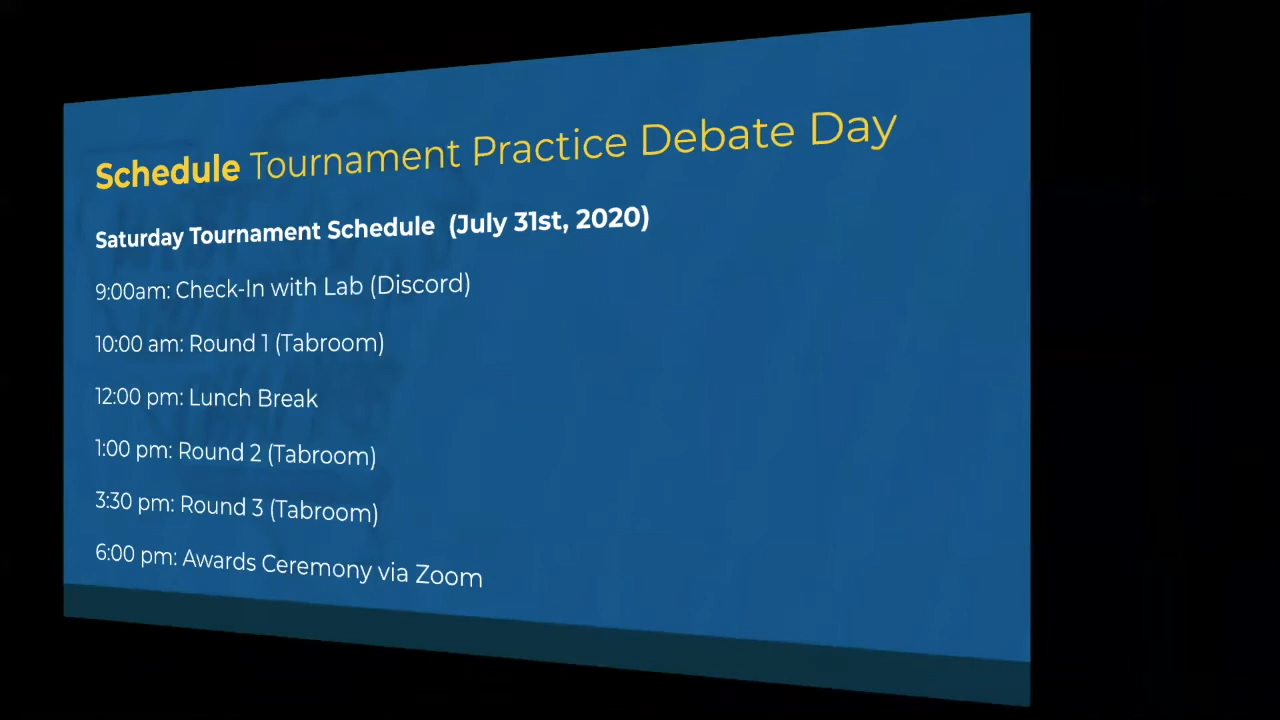 Schedule Tournament Practice Debate Day
Saturday Tournament Schedule (July 31st, 2020)
9:00am: Check-In with Lab (Discord)
10:00 am: Round 1 (Tabroom)
12:00 pm: Lunch Break
1:00 pm: Round 2 (Tabroom)
3:30 pm: Round 3 (Tabroom)
6:00 pm: Awards Ceremony via Zoom